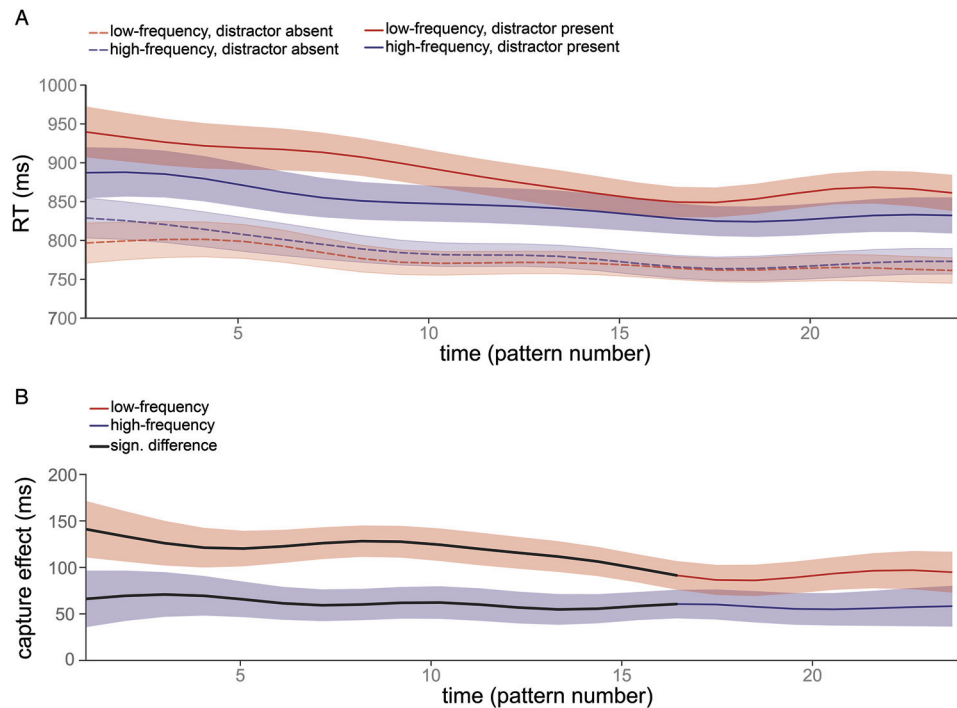 A
low-frequency, distractor absent
low-frequency, distractor present
high-frequency, distractor absent
high-frequency, distractor present
1000
950
900
850
800
750
700
RT (ms)
5
10
15
20
time (pattern number)
B
low-frequency
high-frequency
sign. difference
200
150
100
50
0
capture effect (ms)
5
10
15
20
time (pattern number)